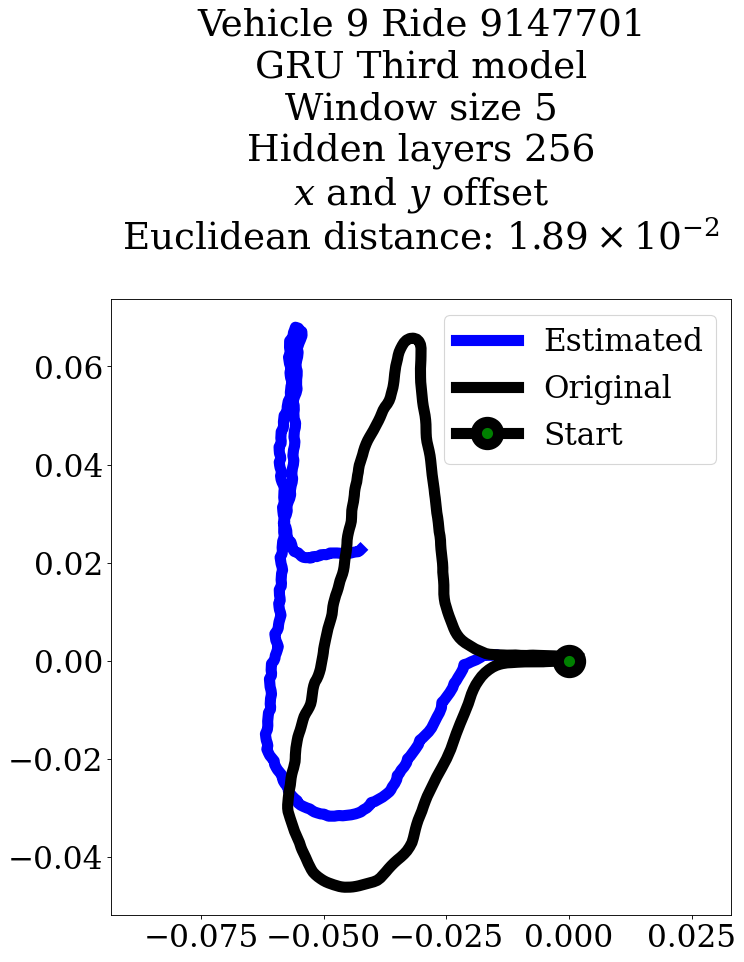 Vehicle 9 Ride 9147701
GRU Third model
Window size 5
Hidden layers 256
x and y offset
Euclidean distance: 1.89 × 10⁻²
Estimated
Original
Start
0.06
0.04
0.02
0.00
−0.02
−0.04
−0.075 −0.050 −0.025 0.000 0.025